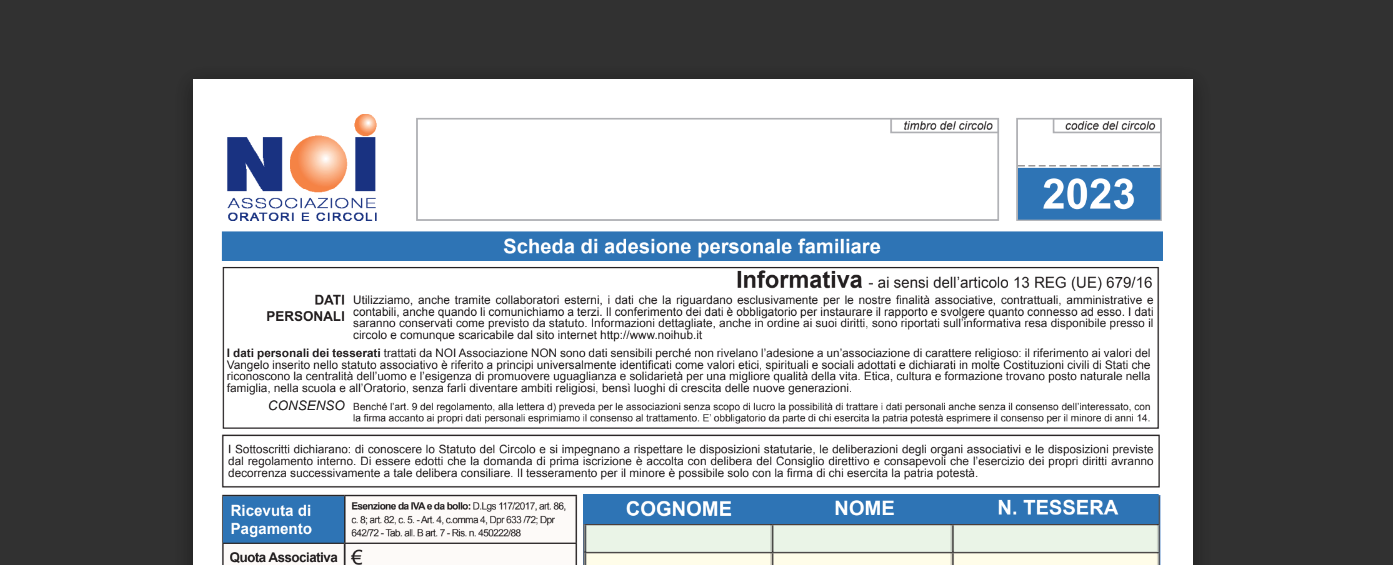 NOi
ASSOCIAZIONE
ORATORI E CIRCOLI
timbro del circolo
codice del circolo
2023
Scheda di adesione personale familiare
Informativa - ai sensi dell'articolo 13 REG (UE) 679/16
DATI
PERSONALI
Utilizziamo, anche tramite collaboratori esterni, i dati che la riguardano esclusivamente per le nostre finalità associative, contrattuali, amministrative e
contabili, anche quando li comunichiamo a terzi. Il conferimento dei dati è obbligatorio per instaurare il rapporto e svolgere quanto connesso ad esso. I dati
saranno conservati come previsto da statuto. Informazioni dettagliate, anche in ordine ai suoi diritti, sono riportati sull'informativa resa disponibile presso il
circolo e comunque scaricabile dal sito internet http://www.noihub.it
I dati personali dei tesserati trattati da NOI Associazione NON sono dati sensibili perché non rivelano l'adesione a un'associazione di carattere religioso: il riferimento ai valori del
Vangelo inserito nello statuto associativo è riferito a principi universalmente identificati come valori etici, spirituali e sociali adottati e dichiarati in molte Costituzioni civili di Stati che
riconoscono la centralità dell'uomo e l'esigenza di promuovere uguaglianza e solidarietà per una migliore qualità della vita. Etica, cultura e formazione trovano posto naturale nella
famiglia, nella scuola e all'Oratorio, senza farli diventare ambiti religiosi, bensì luoghi di crescita delle nuove generazioni.
CONSENSO
Benché l'art. 9 del regolamento, alla lettera d) preveda per le associazioni senza scopo di lucro la possibilità di trattare i dati personali anche senza il consenso dell'interessato, con
la firma accanto ai propri dati personali esprimiamo il consenso al trattamento. E' obbligatorio da parte di chi esercita la patria potestà esprimere il consenso per il minore di anni 14.
I Sottoscritti dichiarano: di conoscere lo Statuto del Circolo e si impegnano a rispettare le disposizioni statutarie, le deliberazioni degli organi associativi e le disposizioni previste
dal regolamento interno. Di essere edotti che la domanda di prima iscrizione è accolta con delibera del Consiglio direttivo e consapevoli che l'esercizio dei propri diritti avranno
decorrenza successivamente a tale delibera consiliare. Il tesseramento per il minore è possibile solo con la firma di chi esercita la patria potestà.
Ricevuta di
Pagamento
Esenzione da IVA e da bollo: D.Lgs 117/2017, art. 86,
c. 8; art. 82, c. 5. - Art. 4, c.omma 4, Dpr 633 /72; Dpr
642/72 - Tab. all. B art. 7 - Ris. n. 450222/88
Quota Associativa
€
COGNOME
NOME
N. TESSERA